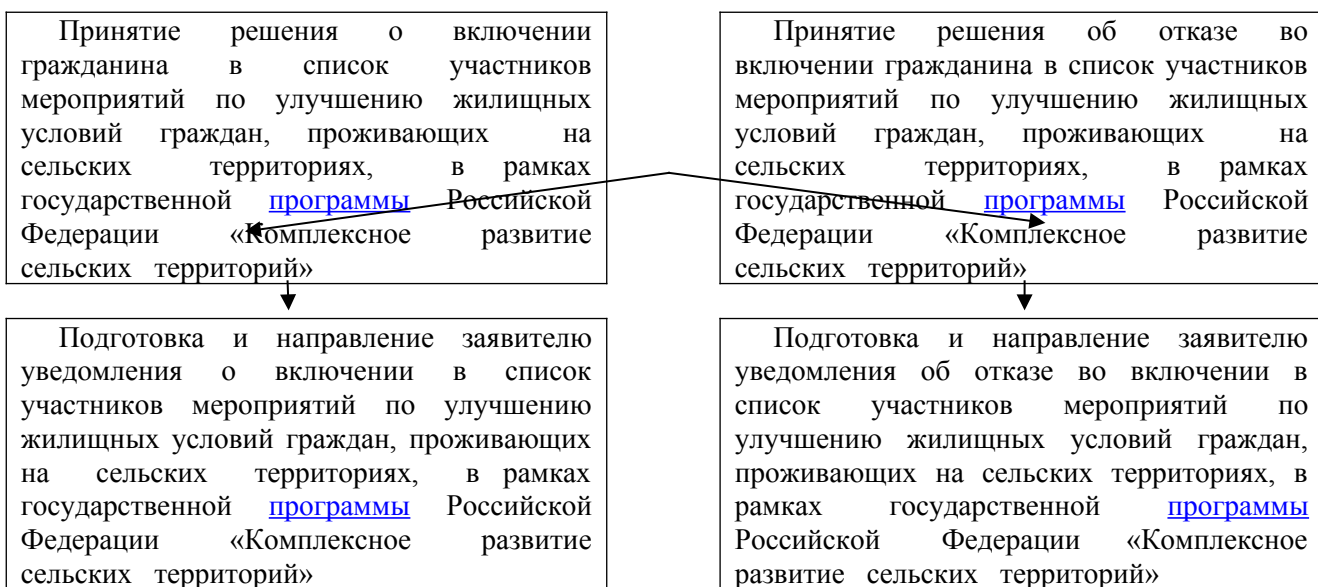 Принятие решения о включении
гражданина в список участников
мероприятий по улучшению жилищных
условий граждан, проживающих на
сельских территориях, в рамках
государственной программы Российской
Федерации «Комплексное развитие
сельских территорий»
Принятие решения об отказе во
включении гражданина в список участников
мероприятий по улучшению жилищных
условий граждан, проживающих на
сельских территориях, в рамках
государственной программы Российской
Федерации «Комплексное развитие
сельских территорий»
Подготовка и направление заявителю
уведомления о включении в список
участников мероприятий по улучшению
жилищных условий граждан, проживающих
на сельских территориях, в рамках
государственной программы Российской
Федерации «Комплексное развитие
сельских территорий»
Подготовка и направление заявителю
уведомления об отказе во включении в
список участников мероприятий по
улучшению жилищных условий граждан,
проживающих на сельских территориях, в
рамках государственной программы
Российской Федерации «Комплексное
развитие сельских территорий»